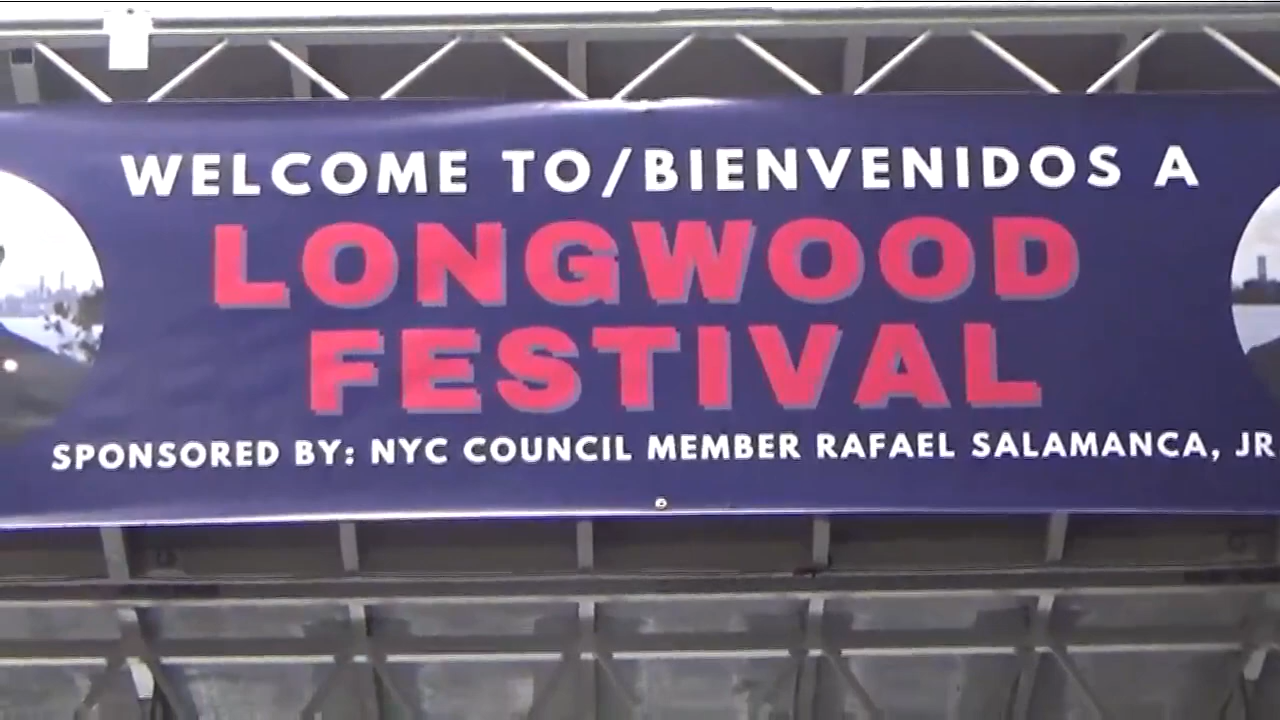 WELCOME TO/BIENVENIDOS A
LONGWOOD
FESTIVAL
SPONSORED BY: NYC COUNCIL MEMBER RAFAEL SALAMANCA, JR